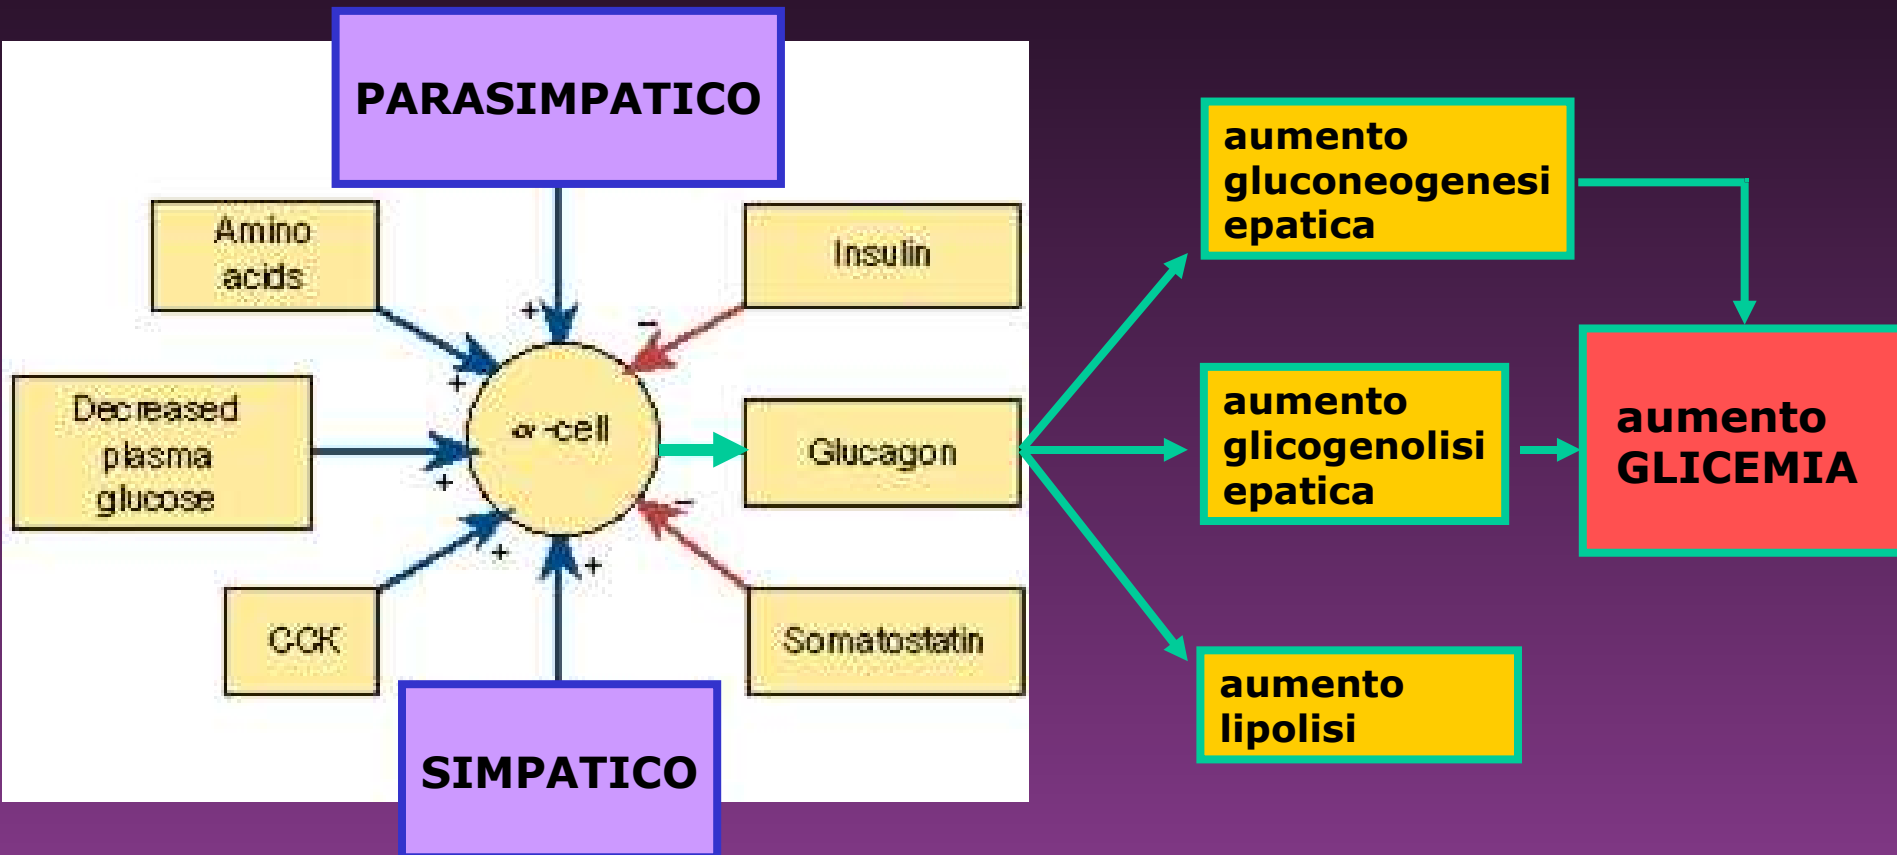 PARASIMPATICO
Amino
acids
Insulin
+
−
+
Decreased
plasma
glucose
+
α-cell
Glucagon
−
CCK
+
+
Somatostatin
SIMPATICO
aumento
gluconeogenesi
epatica
aumento
glicogenolisi
epatica
aumento
GLICEMIA
aumento
lipolisi